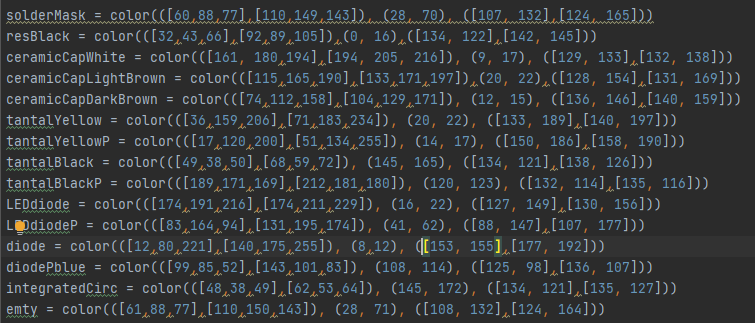 solderMask = color(([60,88,77],[110,149,143]), (28, 70), ([107, 132],[124, 165]))
resBlack = color(([32,43,66],[92,89,105]),(0, 16),([134, 122],[142, 145]))
ceramicCapWhite = color(([161, 180,194],[194, 205, 216]), (9, 17), ([129, 133],[132, 138]))
ceramicCapLightBrown = color(([115,165,190],[133,171,197]),(20, 22),([128, 154],[131, 169]))
ceramicCapDarkBrown = color(([74,112,158],[104,129,171]), (12, 15), ([136, 146],[140, 159]))
tantalYellow = color(([36,159,206],[71,183,234]), (20, 22), ([133, 189],[140, 197]))
tantalYellowP = color(([17,120,200],[51,134,255]), (14, 17), ([150, 186],[158, 190]))
tantalBlack = color(([49,38,50],[68,59,72]), (145, 165), ([134, 121],[138, 126]))
tantalBlackP = color(([189,171,169],[212,181,180]), (120, 123), ([132, 114],[135, 116]))
LEDdiode = color(([174,191,216],[174,211,229]), (16, 22), ([127, 149],[130, 156]))
LEDdiodeP = color(([83,164,94],[131,195,174]), (41, 62), ([88, 147],[107, 177]))
diode = color(([12,80,221],[140,175,255]), (8,12), ([153, 155],[177, 192]))
diodePblue = color(([99,85,52],[143,101,83]), (108, 114), ([125, 98],[136, 107]))
integratedCirc = color(([48,38,49],[62,53,64]), (145, 172), ([134, 121],[135, 127]))
emty = color(([61,88,77],[110,150,143]), (28, 71), ([108, 132],[124, 164]))